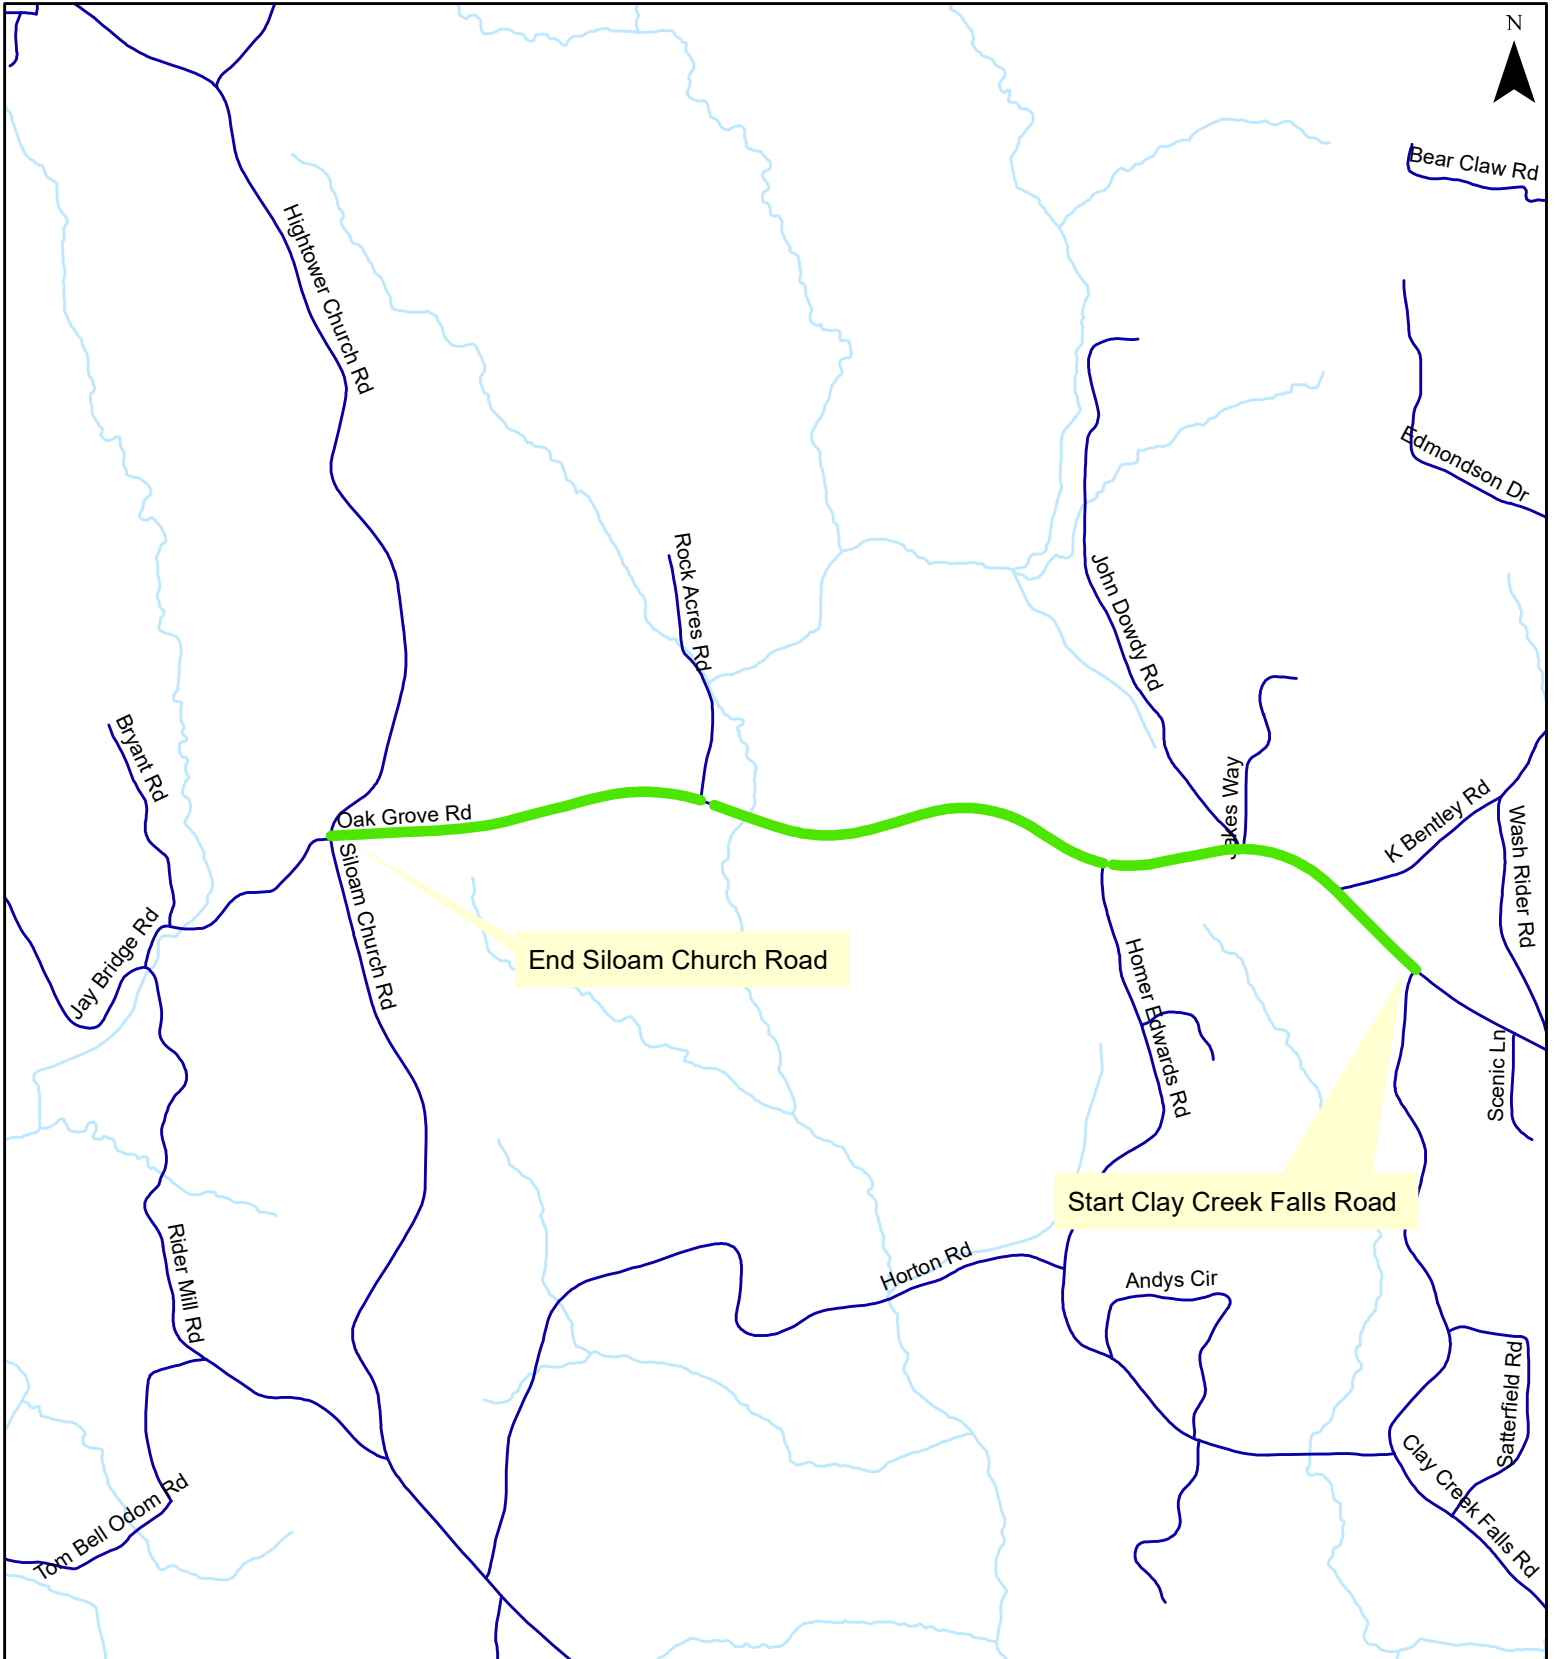 N
Bear Claw Rd
Hightower Church Rd
Edmondson Dr
Rock Acres Rd
John Dowdy Rd
Bryant Rd
Oak Grove Rd
K Bentley Rd
Wash Rider Rd
Siloam Church Rd
Jay Bridge Rd
End Siloam Church Road
Homer Edwards Rd
Scenic Ln
Start Clay Creek Falls Road
Rider Mill Rd
Horton Rd
Andys Cir
Satterfield Rd
Clay Creek Falls Rd
Tom Bell Odom Rd
Way